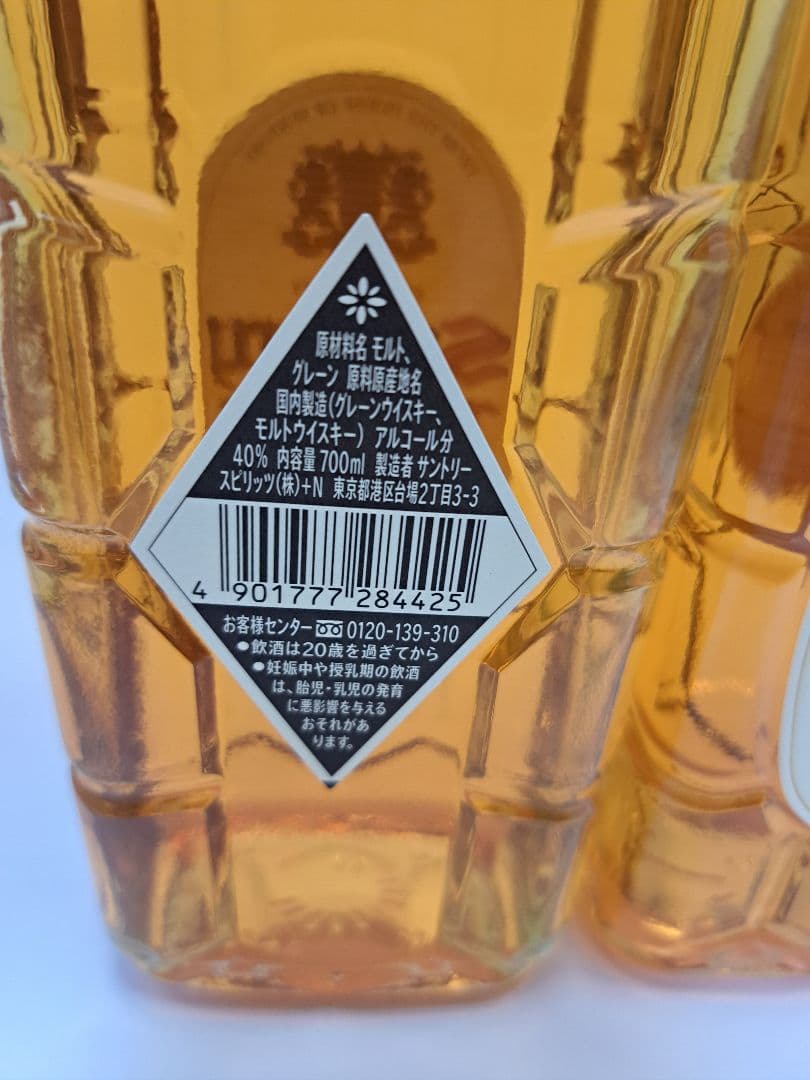 原材料名 モルト、
グレーン 原料原産地名
国内製造(グレーンウイスキー、
モルトウイスキー) アルコール分
40% 内容量 700ml 製造者 サントリー
スピリッツ(株)+N 東京都港区台場2丁目3-3
4 901777 284425
お客様センター 0120-139-310
●飲酒は20歳を過ぎてから
●妊娠中や授乳期の飲酒
は、胎児・乳児の発育
に悪影響を与える
おそれがあ
ります。